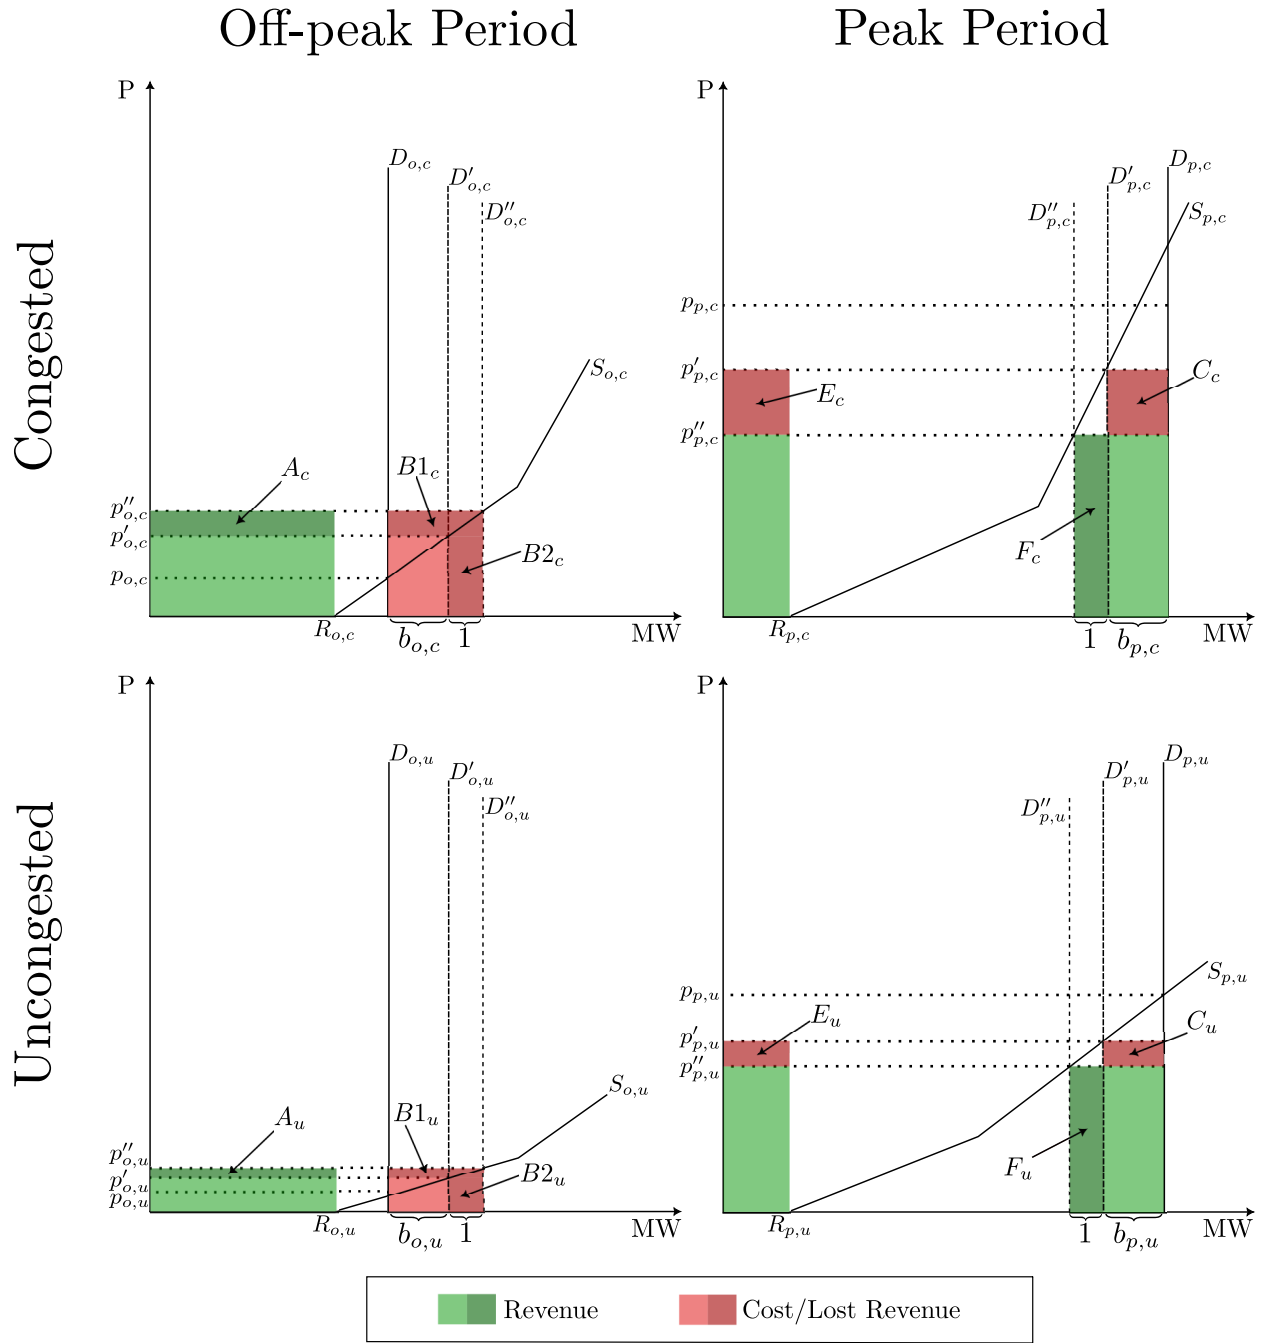 Off-peak Period
Peak Period
Congested
P
D_{o,c}
D'_{o,c}
D''_{o,c}
S_{o,c}
A_c
B1_c
B2_c
p''_{o,c}
p'_{o,c}
p_{o,c}
R_{o,c}
b_{o,c}
1
MW
P
D_{p,c}
D'_{p,c}
D''_{p,c}
S_{p,c}
p_{p,c}
p'_{p,c}
p''_{p,c}
E_c
C_c
F_c
R_{p,c}
1
b_{p,c}
MW
Uncongested
P
D_{o,u}
D'_{o,u}
D''_{o,u}
S_{o,u}
A_u
B1_u
B2_u
p''_{o,u}
p'_{o,u}
p_{o,u}
R_{o,u}
b_{o,u}
1
MW
P
D_{p,u}
D'_{p,u}
D''_{p,u}
S_{p,u}
p_{p,u}
p'_{p,u}
p''_{p,u}
E_u
C_u
F_u
R_{p,u}
1
b_{p,u}
MW
Revenue
Cost/Lost Revenue